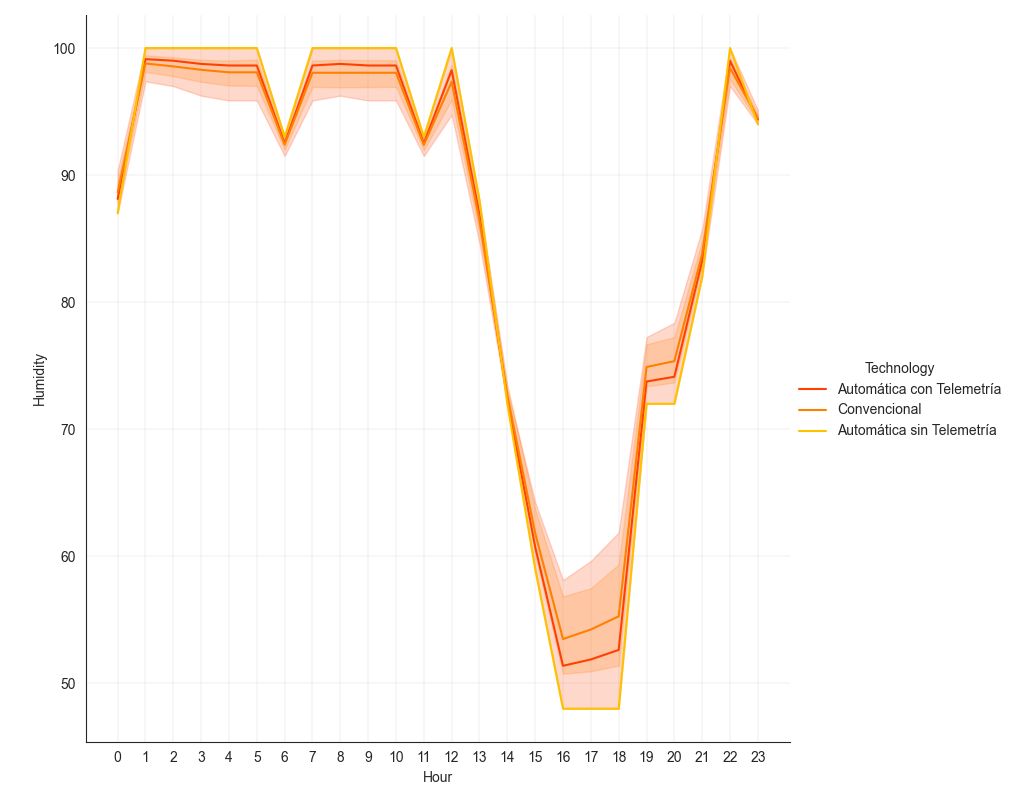 100
90
80
70
60
50
Humidity
0 1 2 3 4 5 6 7 8 9 10 11 12 13 14 15 16 17 18 19 20 21 22 23
Hour
Technology
Automática con Telemetría
Convencional
Automática sin Telemetría